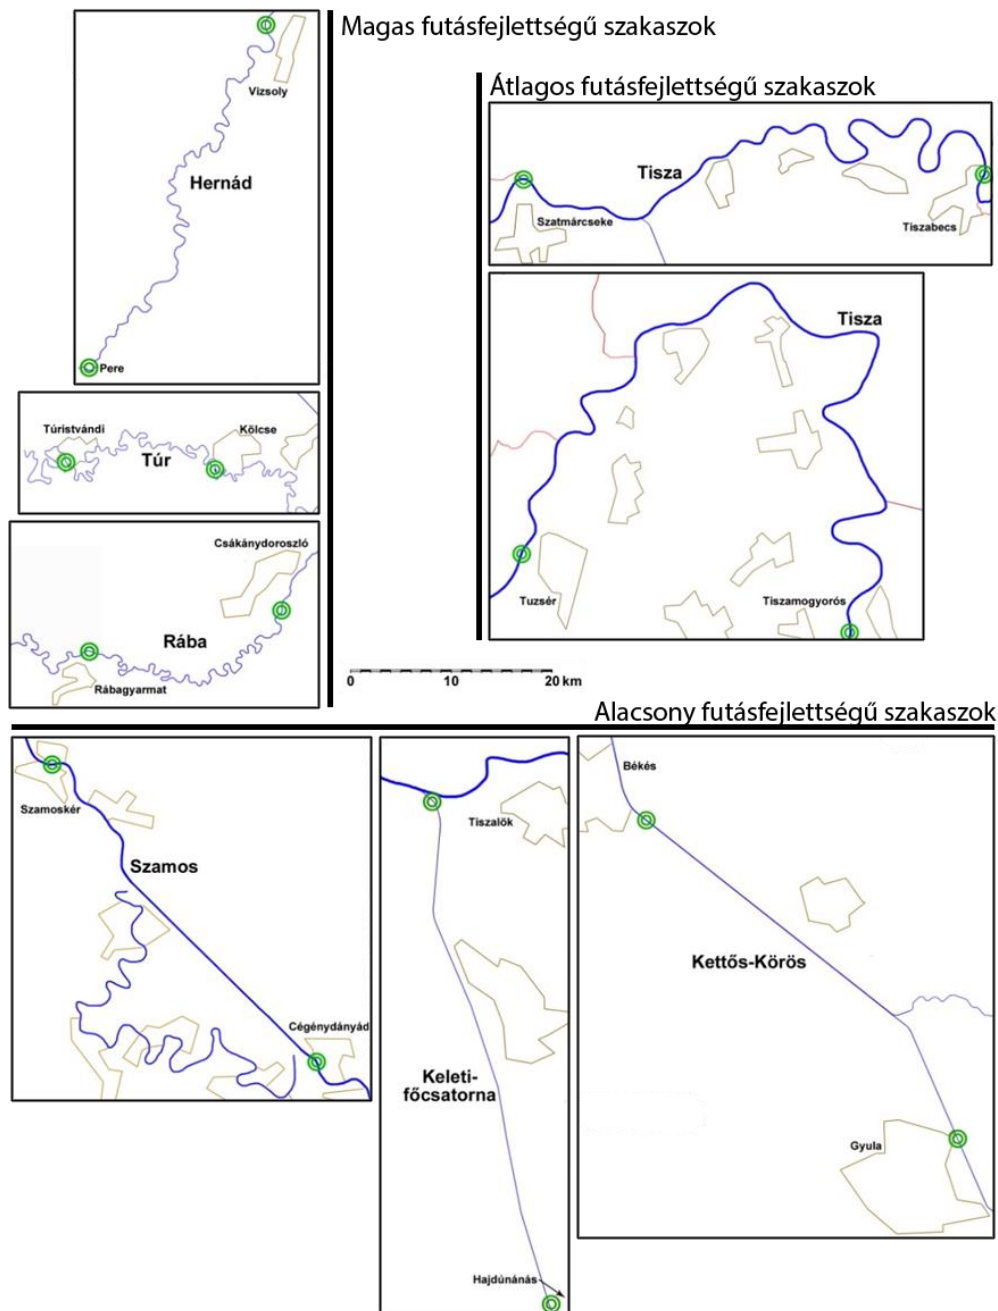 Magas futásfejlettségű szakaszok
Vizsoly
Hernád
Pere
Átlagos futásfejlettségű szakaszok
Tisza
Szatmárcseke
Tiszabecs
Tisza
Tuzsér
Tiszamogyorós
Túristvándi
Kölcse
Túr
Csákánydoroszló
Rába
Rábagyarmat
0 10 20 km
Alacsony futásfejlettségű szakaszok
Szamoskér
Szamos
Cégénydányád
Tiszalök
Keleti-
főcsatorna
Hajdúnánás
Békés
Kettős-Körös
Gyula